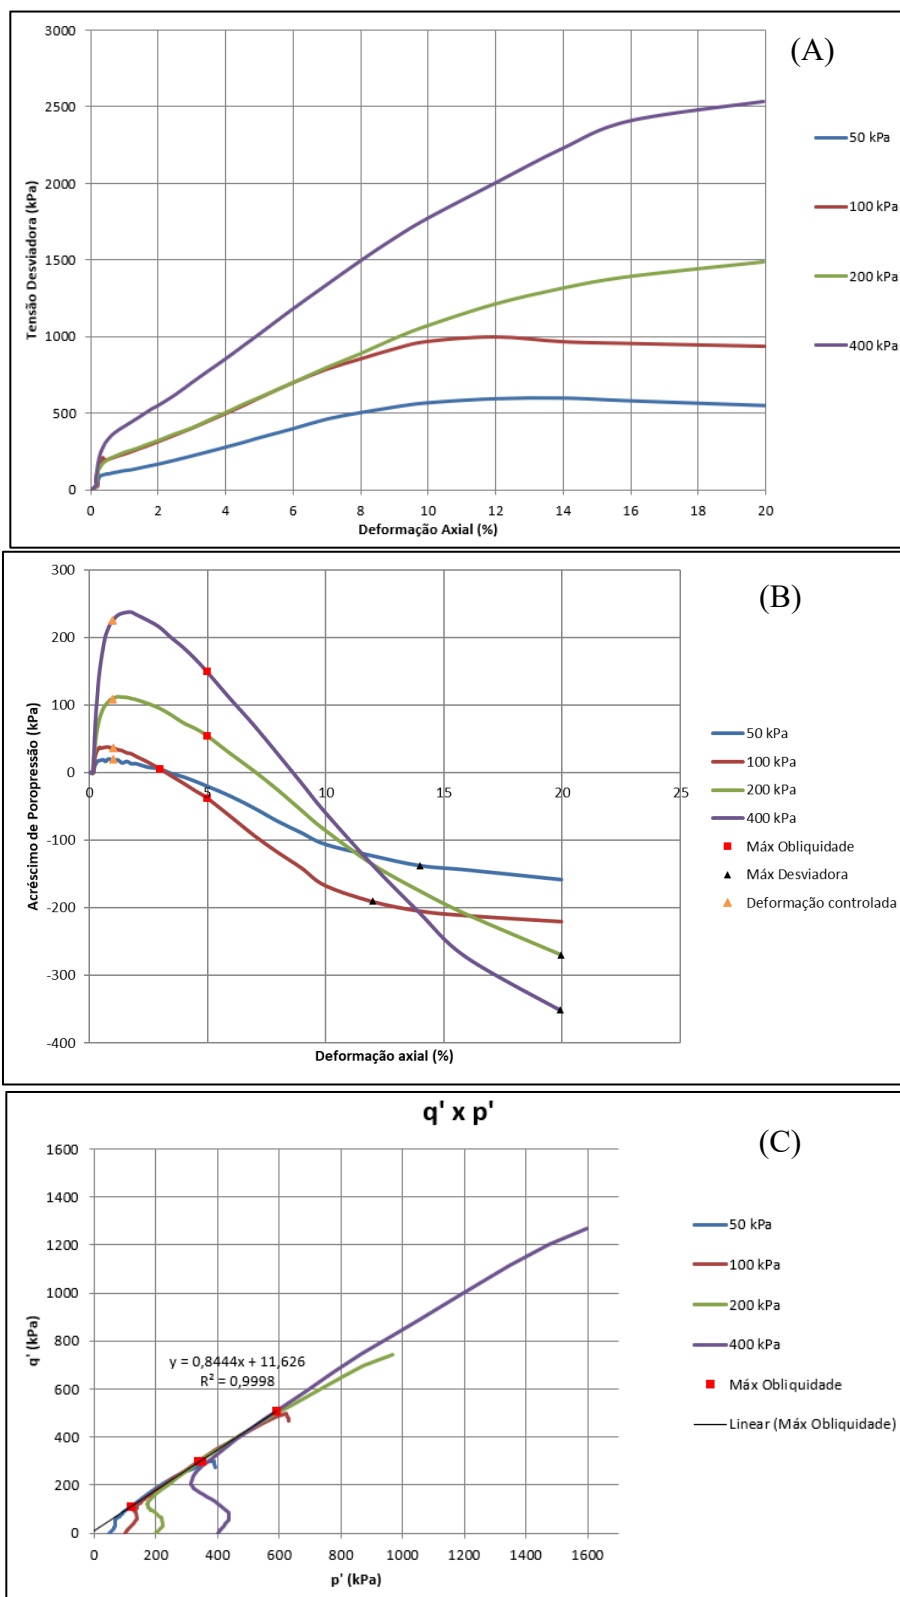 (A)
Tensão Desviadora (kPa)
3000
2500
2000
1500
1000
500
0
0 2 4 6 8 10 12 14 16 18 20
Deformação Axial (%)
50 kPa
100 kPa
200 kPa
400 kPa
(B)
Acréscimo de Poropressão (kPa)
300
200
100
0
-100
-200
-300
-400
0 5 10 15 20 25
Deformação axial (%)
50 kPa
100 kPa
200 kPa
400 kPa
Máx Obliquidade
Máx Desviadora
Deformação controlada
q' x p'
(C)
q' (kPa)
1600
1400
1200
1000
800
600
400
200
0
y = 0,8444x + 11,626
R² = 0,9998
0 200 400 600 800 1000 1200 1400 1600
p' (kPa)
50 kPa
100 kPa
200 kPa
400 kPa
Máx Obliquidade
Linear (Máx Obliquidade)